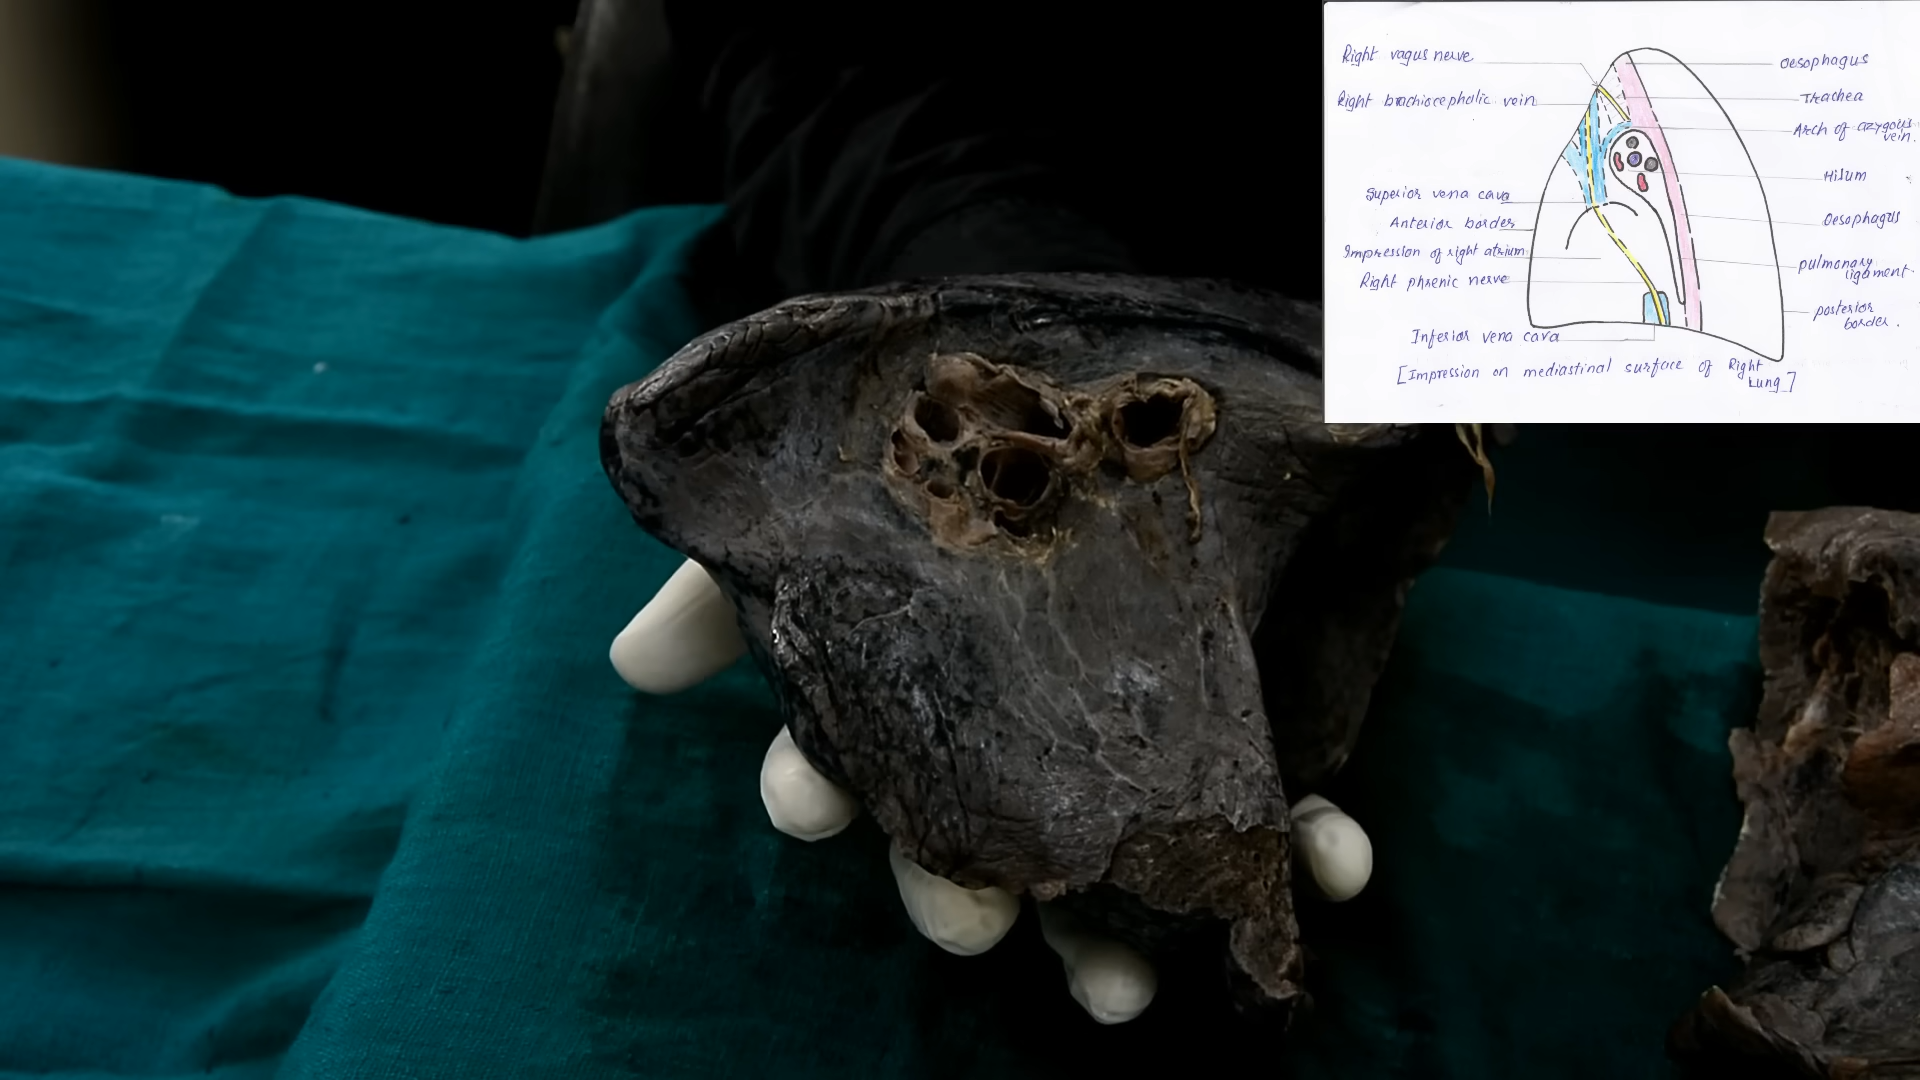 Right vagus nerve
Right brachiocephalic vein
Superior vena cava
Anterior border
Impression of right atrium
Right phrenic nerve
Inferior vena cava
oesophagus
Trachea
Arch of azygous
vein.
Hilum
Oesophagus
pulmonary
ligament.
posterior
border.
[Impression on mediastinal surface of Right
Lung]